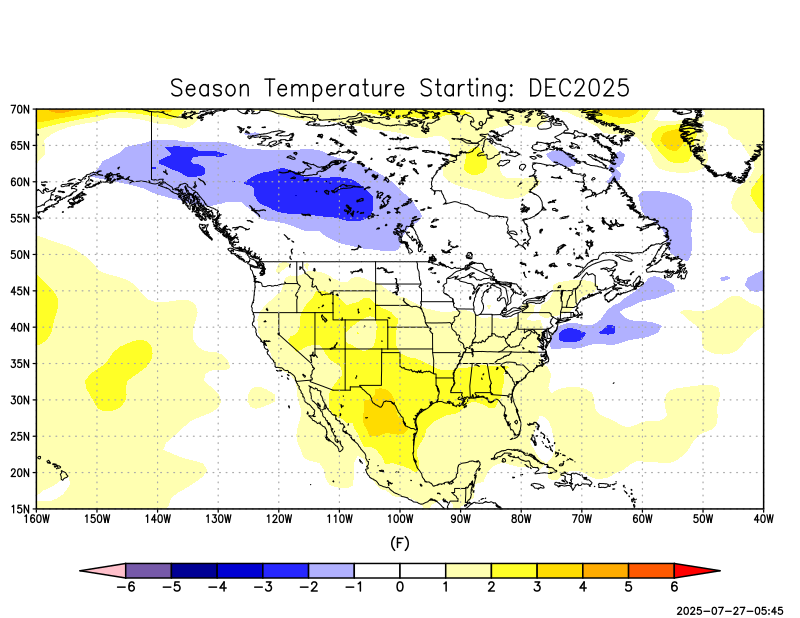 Season Temperature Starting: DEC2025
70N
65N
60N
55N
50N
45N
40N
35N
30N
25N
20N
15N
160W 150W 140W 130W 120W 110W 100W 90W 80W 70W 60W 50W 40W
(F)
−6 −5 −4 −3 −2 −1 0 1 2 3 4 5 6
2025-07-27-05:45